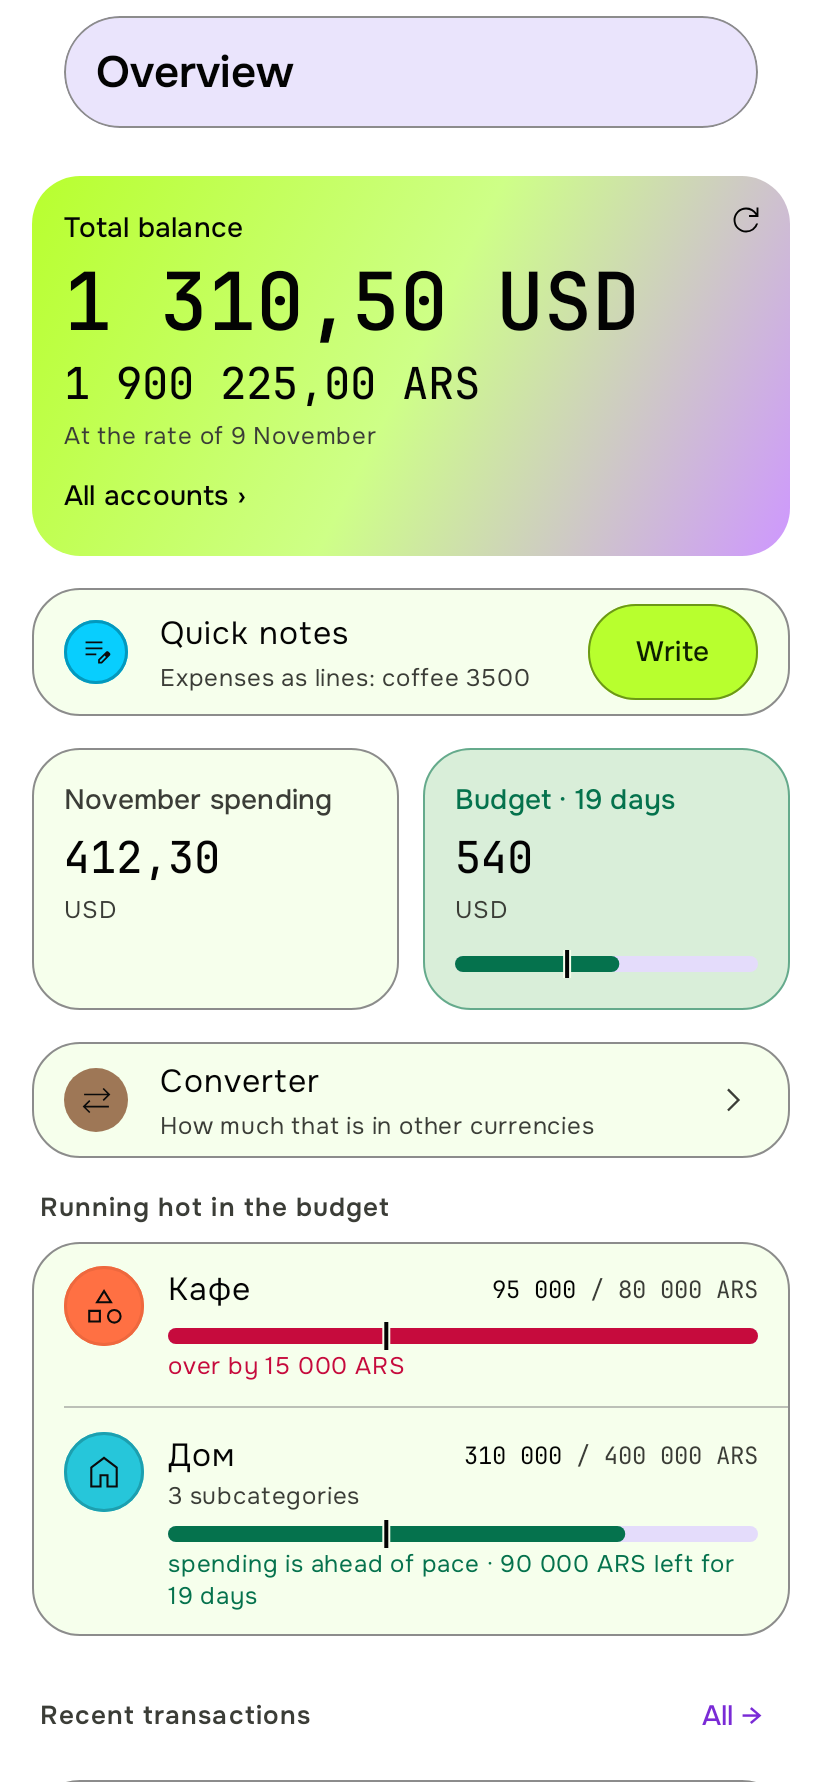 Overview
Total balance
1 310,50 USD
1 900 225,00 ARS
At the rate of 9 November
All accounts ›
Quick notes
Expenses as lines: coffee 3500
Write
November spending
412,30
USD
Budget · 19 days
540
USD
Converter
How much that is in other currencies
Running hot in the budget
Кафе
95 000 / 80 000 ARS
over by 15 000 ARS
Дом
310 000 / 400 000 ARS
3 subcategories
spending is ahead of pace · 90 000 ARS left for
19 days
Recent transactions
All →